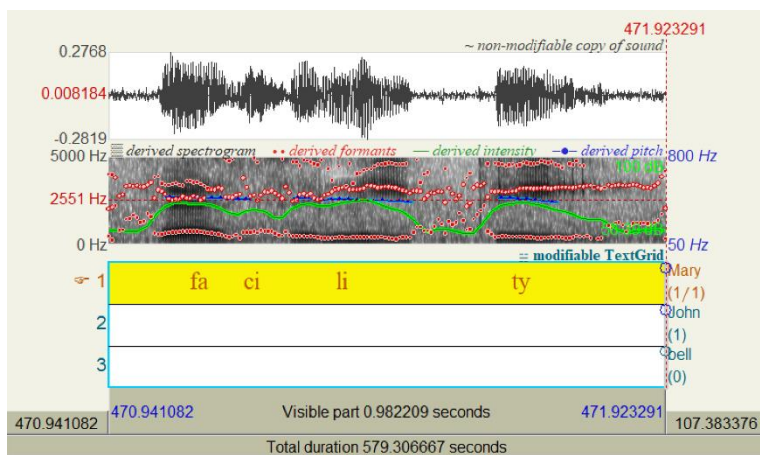 471.923291
0.2768
~ non-modifiable copy of sound
0.008184
-0.2819
5000 Hz
derived spectrogram
derived formants
derived intensity
derived pitch
800 Hz
100 dB
2551 Hz
0 Hz
50 Hz
modifiable TextGrid
1
fa ci li ty
Mary
(1/1)
2
John
(1)
3
bell
(0)
470.941082
470.941082
Visible part 0.982209 seconds
471.923291
107.383376
Total duration 579.306667 seconds